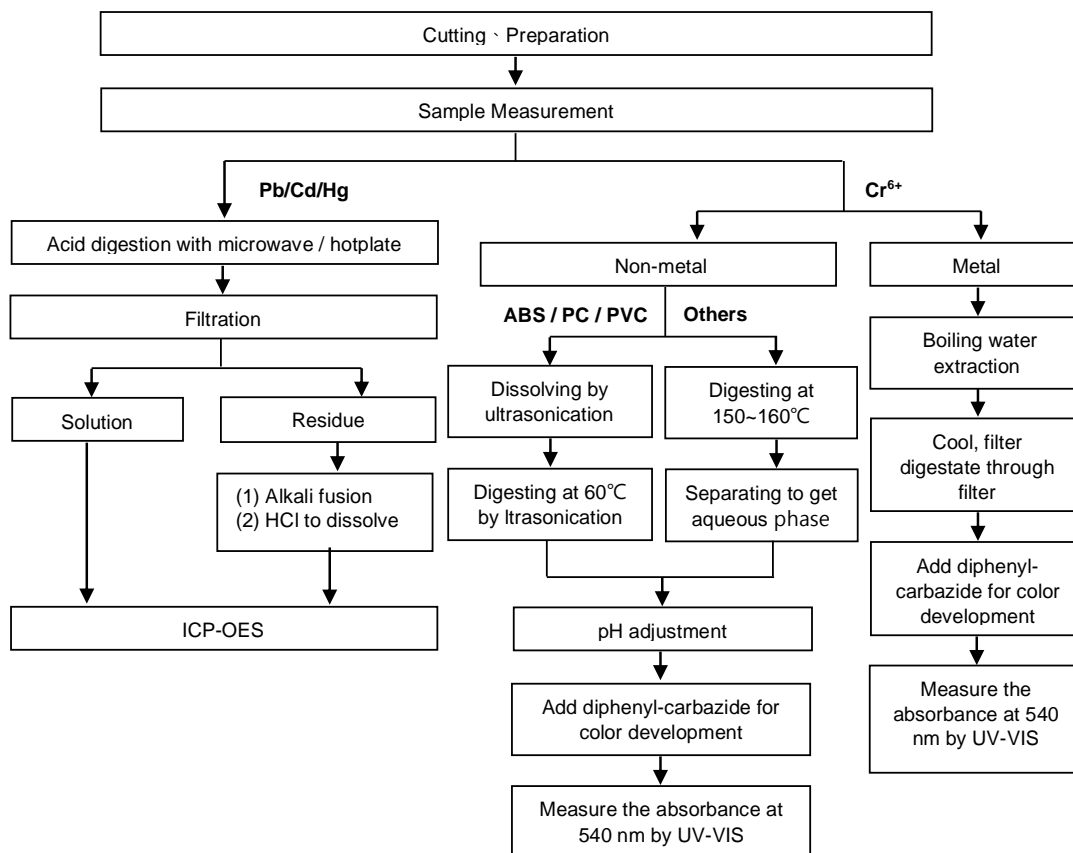 Cutting、Preparation
Sample Measurement
Pb/Cd/Hg
Cr6+
Acid digestion with microwave / hotplate
Non-metal
Metal
Filtration
ABS / PC / PVC
Others
Boiling water
extraction
Solution
Residue
Dissolving by
ultrasonication
Digesting at
150~160℃
Cool, filter
digestate through
filter
(1) Alkali fusion
(2) HCl to dissolve
Digesting at 60℃
by ltrasonication
Separating to get
aqueous phase
Add diphenyl-
carbazide for color
development
ICP-OES
pH adjustment
Measure the
absorbance at 540
nm by UV-VIS
Add diphenyl-carbazide for
color development
Measure the absorbance at
540 nm by UV-VIS